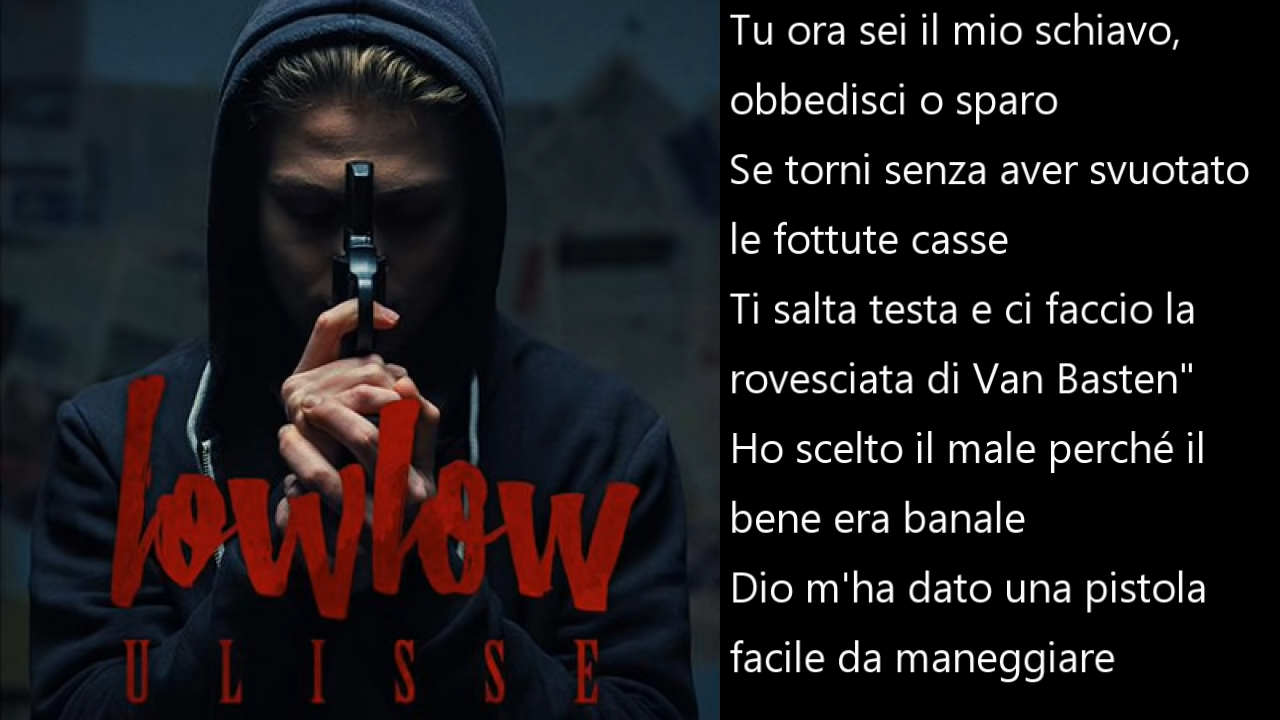 lowlow
ULISSE
Tu ora sei il mio schiavo,
obbedisci o sparo
Se torni senza aver svuotato
le fottute casse
Ti salta testa e ci faccio la
rovesciata di Van Basten"
Ho scelto il male perché il
bene era banale
Dio m'ha dato una pistola
facile da maneggiare